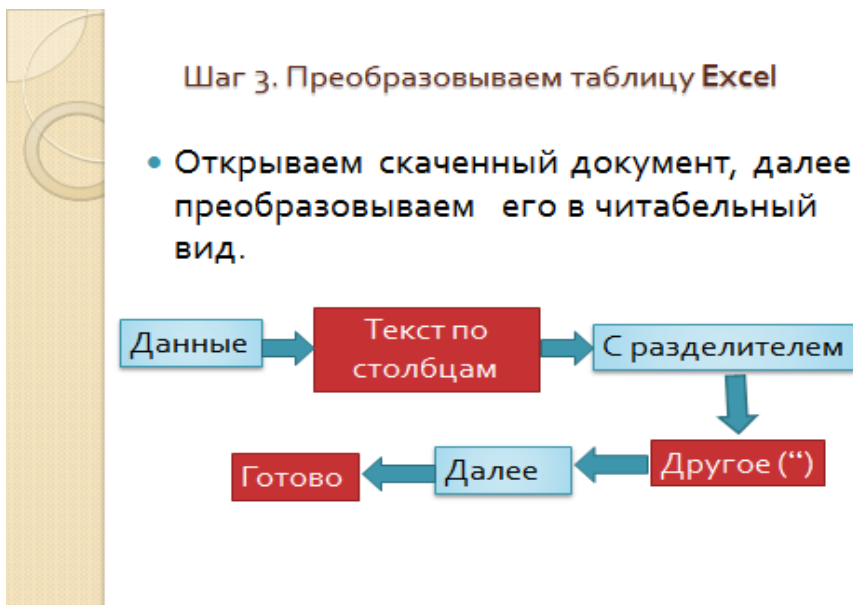 Шаг 3. Преобразовываем таблицу Excel
• Открываем скаченный документ, далее
преобразовываем его в читабельный
вид.
Данные
Текст по
столбцам
С разделителем
Другое (“)
Далее
Готово